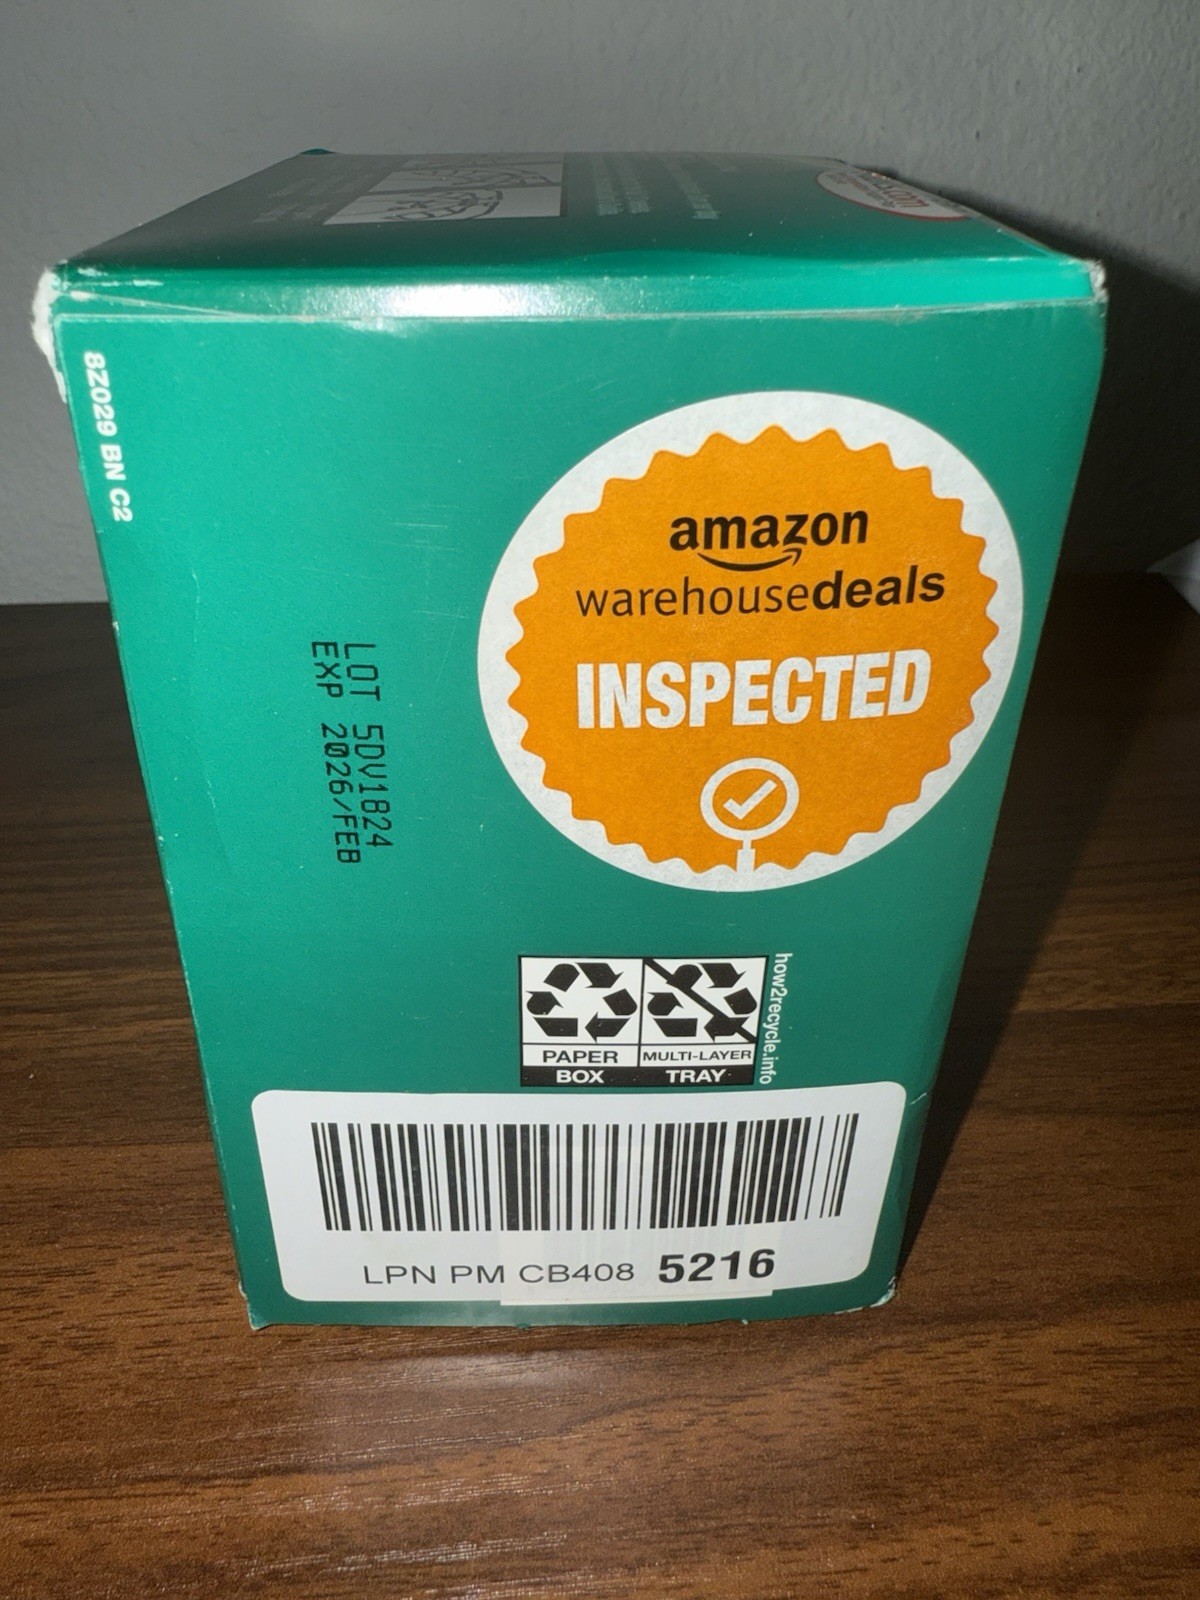 8Z029 BN C2
LOT 5DV1824
EXP 2026/FEB
amazon
warehousedeals
INSPECTED
how2recycle.info
PAPER
BOX
MULTI-LAYER
TRAY
LPN PM CB408 5216